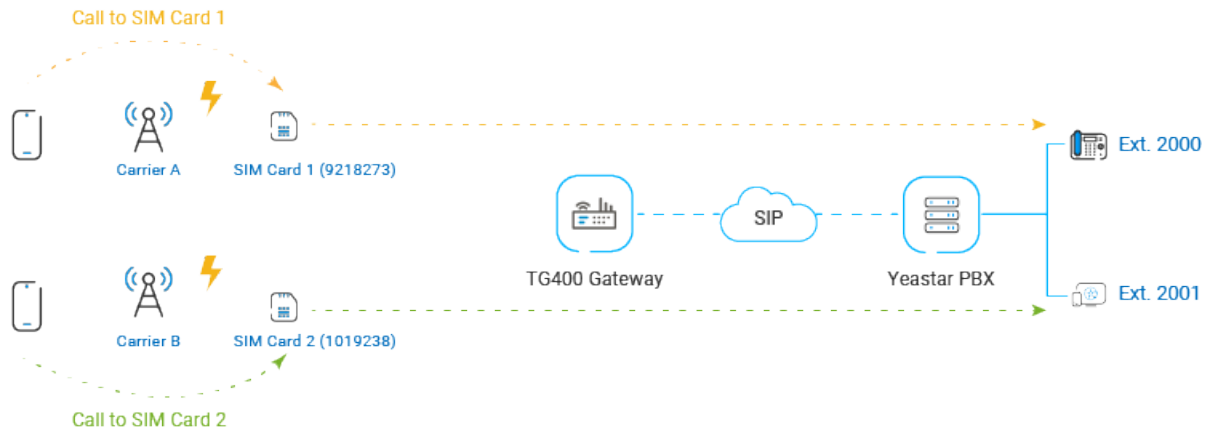 Call to SIM Card 1
Carrier A
SIM Card 1 (9218273)
Ext. 2000
SIP
TG400 Gateway
Yeastar PBX
Ext. 2001
Carrier B
SIM Card 2 (1019238)
Call to SIM Card 2